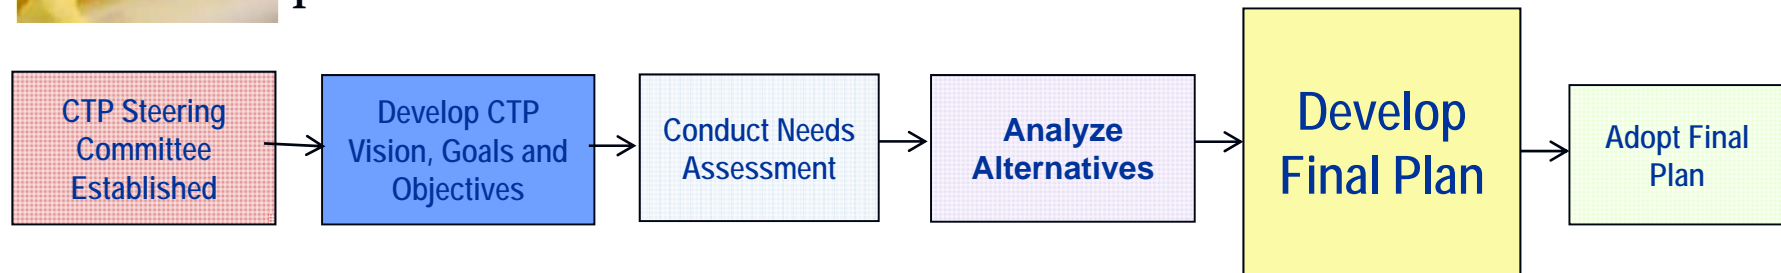 CTP Steering
Committee
Established
Develop CTP
Vision, Goals and
Objectives
Conduct Needs
Assessment
Analyze
Alternatives
Develop
Final Plan
Adopt Final
Plan